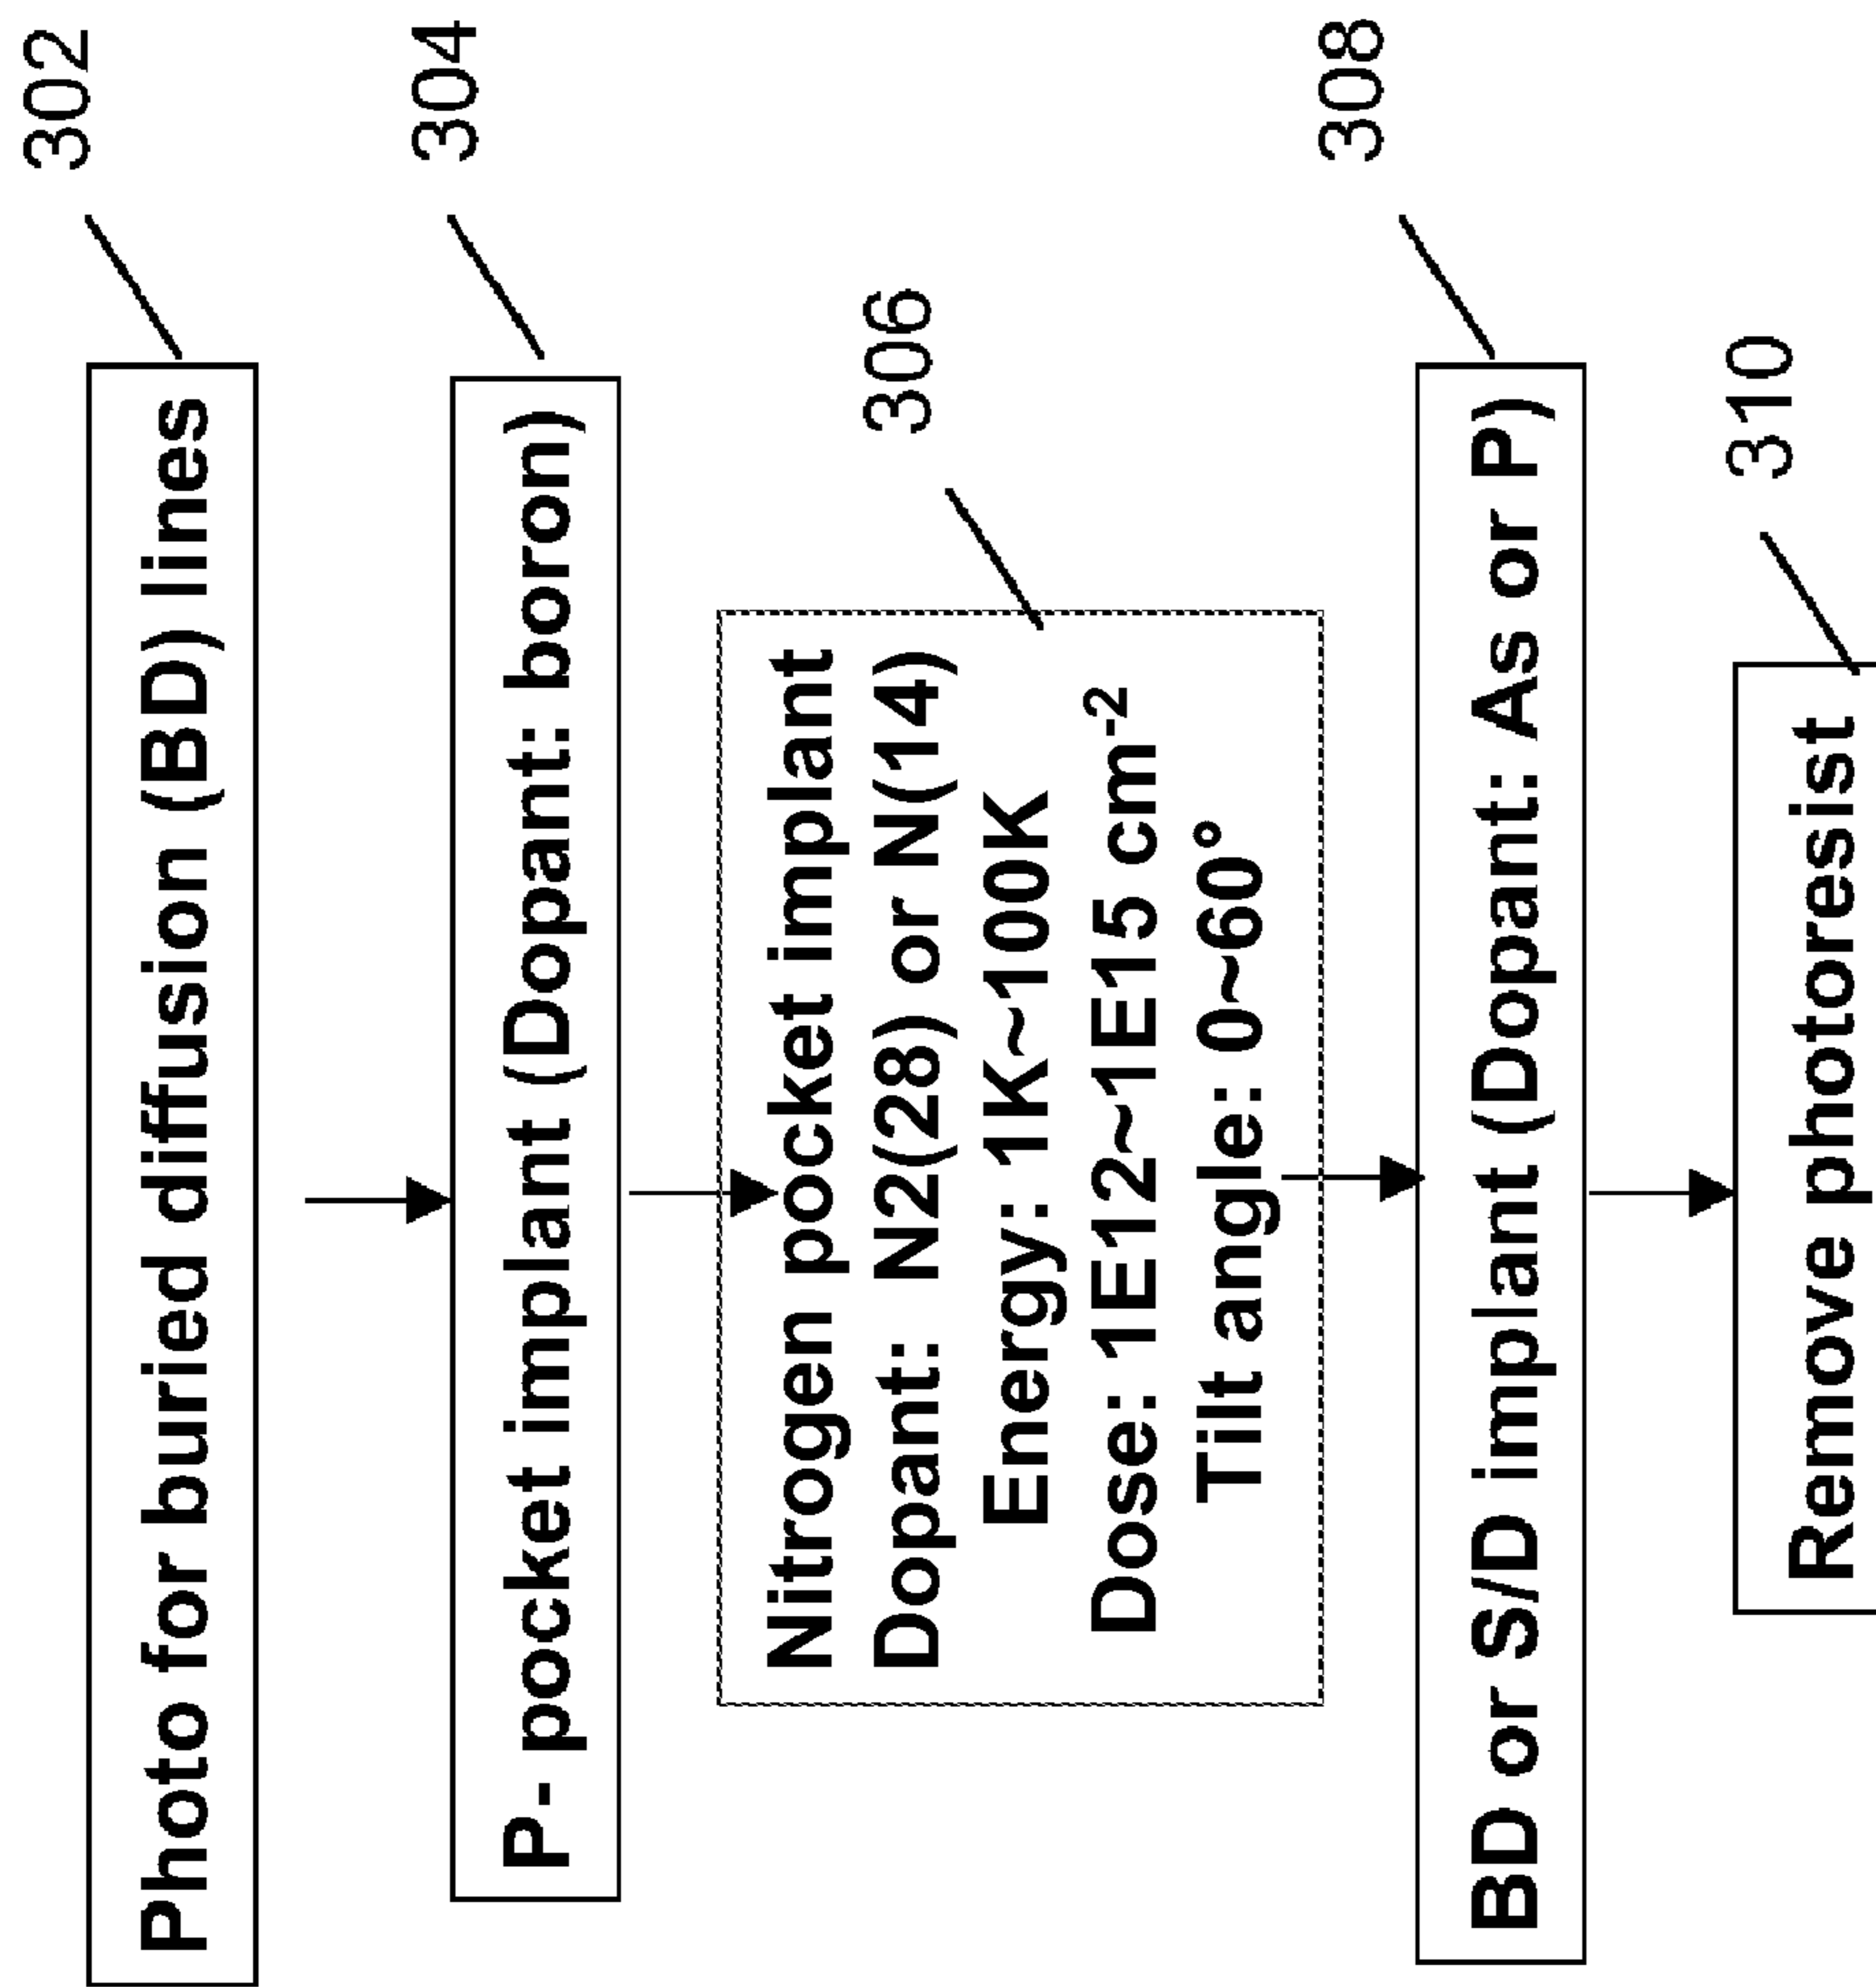 302
Photo for buried diffusion (BD) lines
304
P- pocket implant (Dopant: boron)
306
Nitrogen pocket implant
Dopant: N2(28) or N(14)
Energy: 1K~100K
Dose: 1E12~1E15 cm⁻²
Tilt angle: 0~60°
308
BD or S/D implant (Dopant: As or P)
310
Remove photoresist